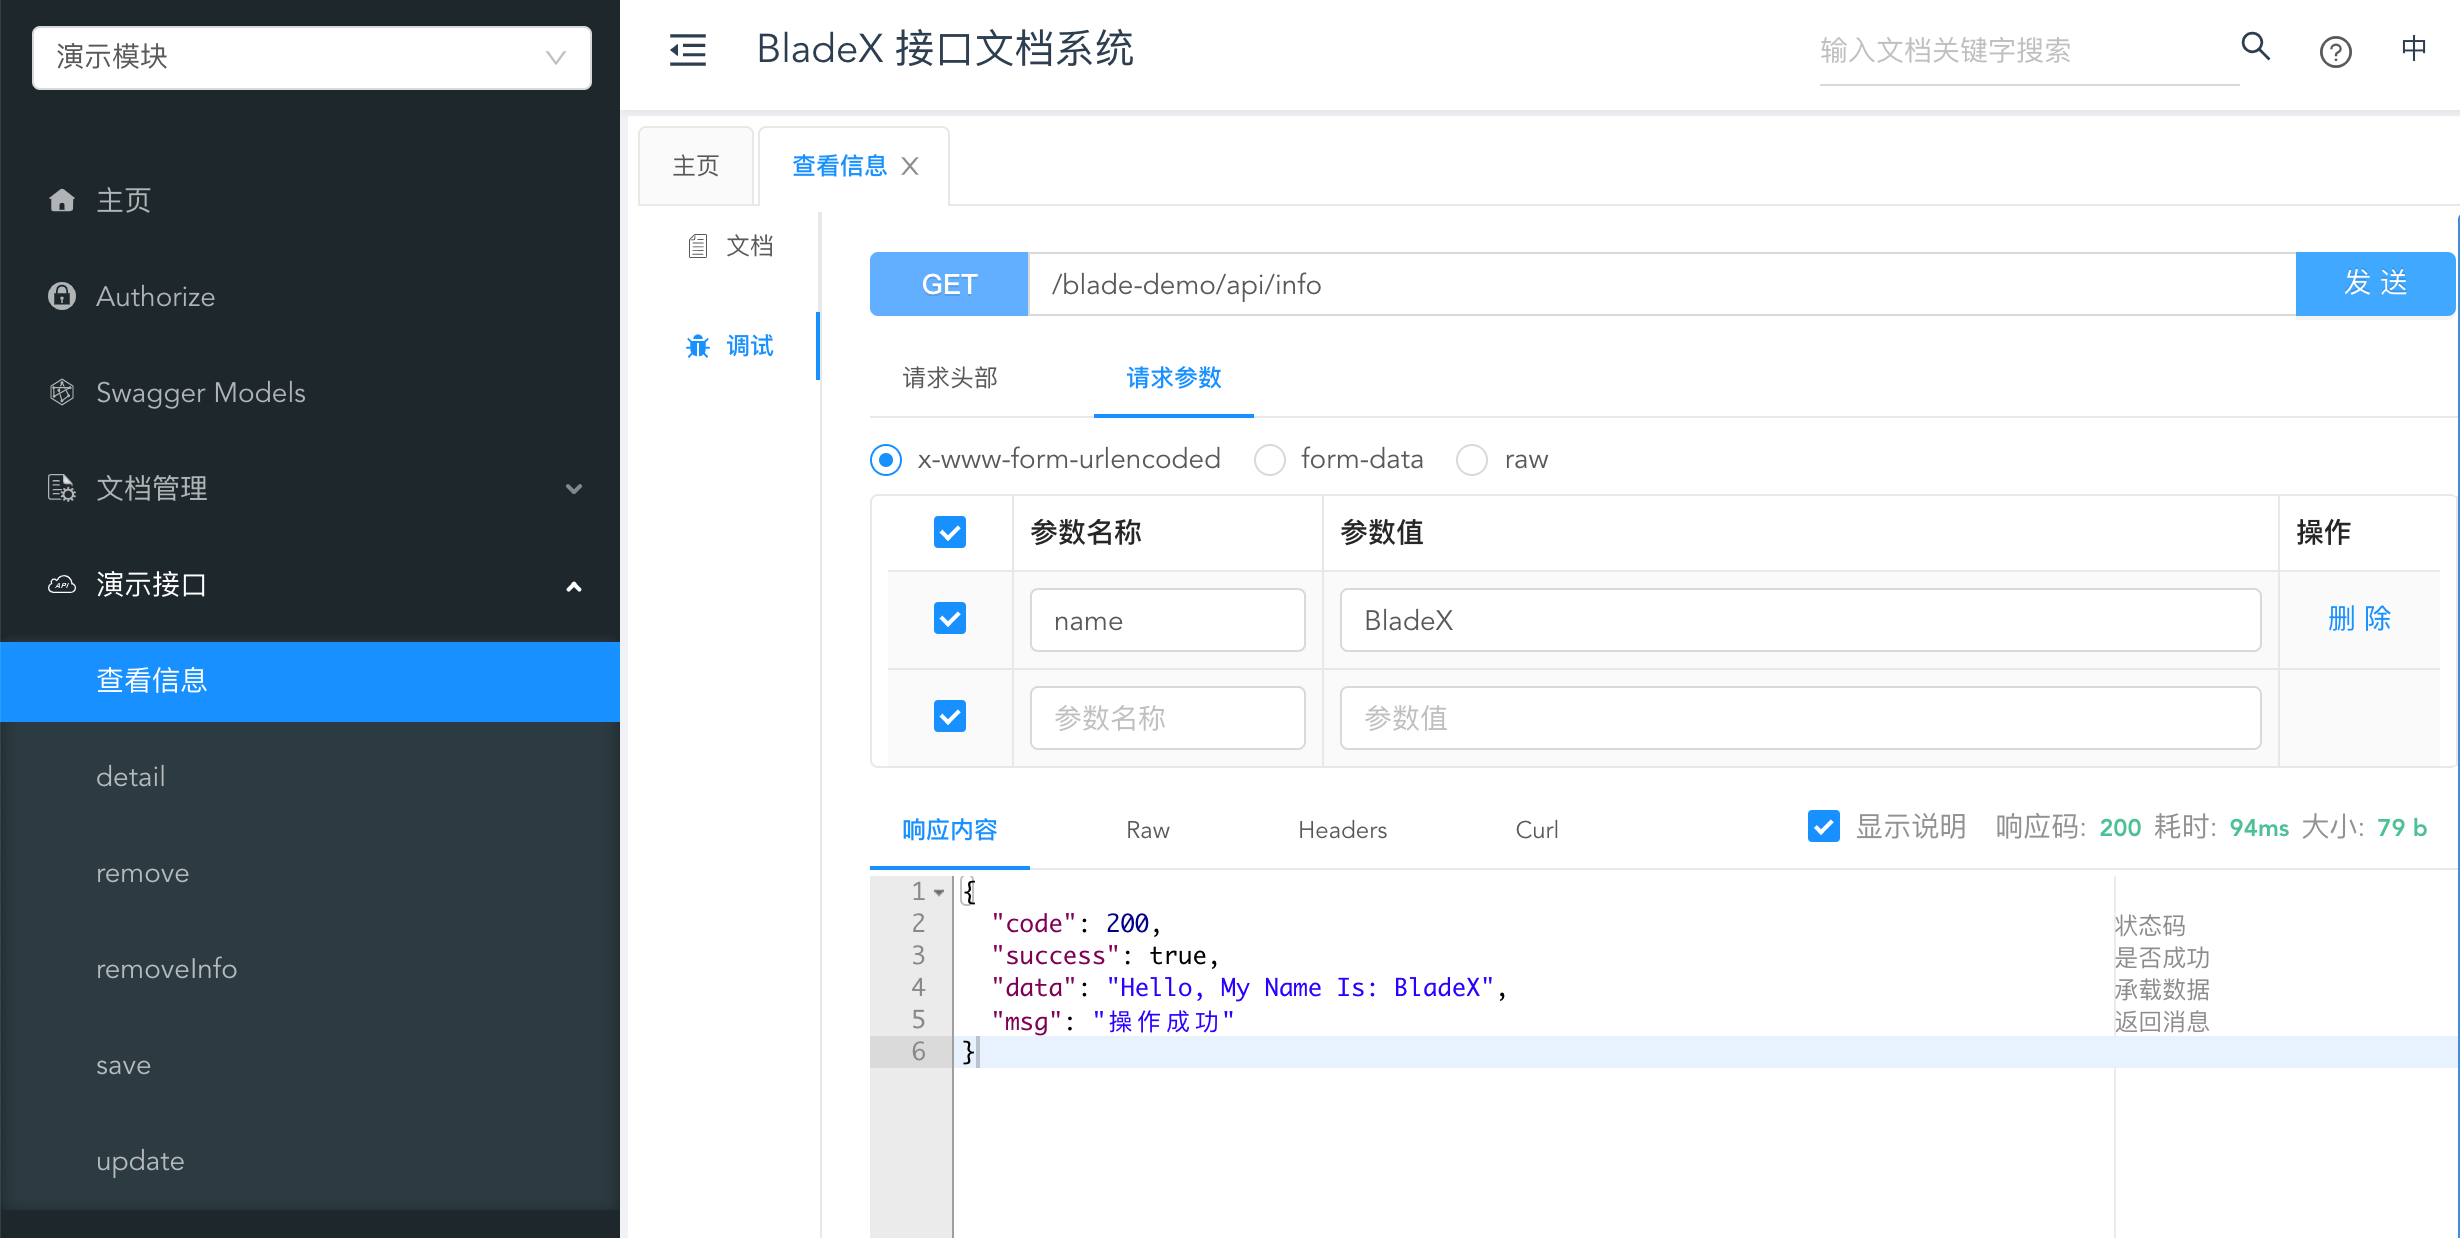 演示模块
主页
Authorize
Swagger Models
文档管理
演示接口
查看信息
detail
remove
removeInfo
save
update
BladeX 接口文档系统
输入文档关键字搜索
中
主页
查看信息
文档
调试
GET
/blade-demo/api/info
发 送
请求头部
请求参数
x-www-form-urlencoded
form-data
raw
参数名称
参数值
操作
name
BladeX
删 除
参数名称
参数值
响应内容
Raw
Headers
Curl
显示说明
响应码: 200 耗时: 94ms 大小: 79 b
1 {
2 "code": 200,
状态码
3 "success": true,
是否成功
4 "data": "Hello, My Name Is: BladeX",
承载数据
5 "msg": "操作成功"
返回消息
6 }